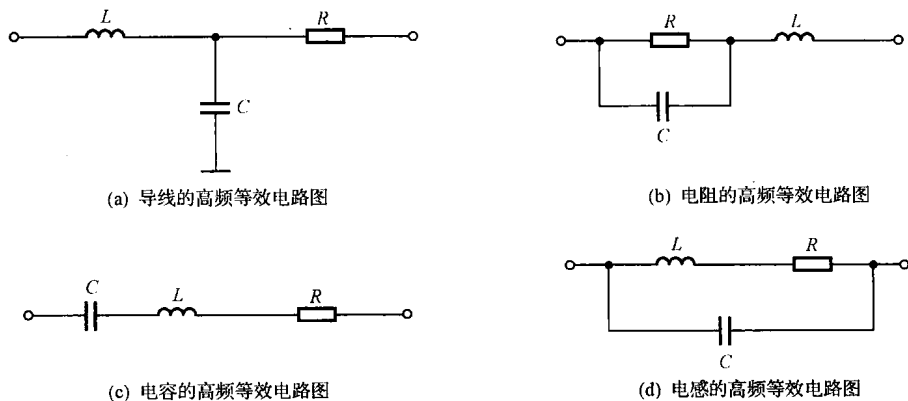 L
R
C
(a) 导线的高频等效电路图
R
L
C
(b) 电阻的高频等效电路图
C
L
R
(c) 电容的高频等效电路图
L
R
C
(d) 电感的高频等效电路图